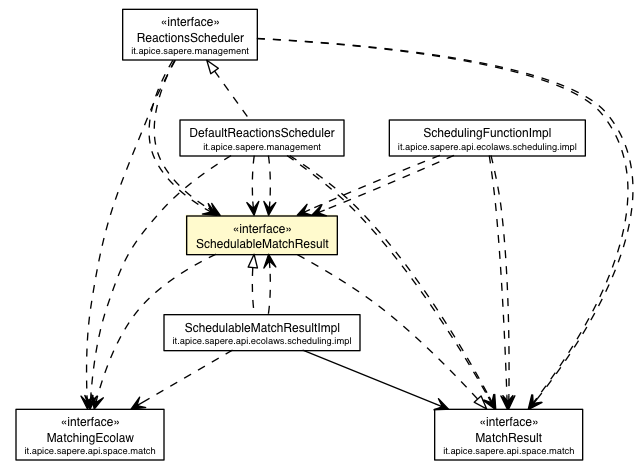 «interface»
ReactionsScheduler
it.apice.sapere.management
DefaultReactionsScheduler
it.apice.sapere.management
SchedulingFunctionImpl
it.apice.sapere.api.ecolaws.scheduling.impl
«interface»
SchedulableMatchResult
SchedulableMatchResultImpl
it.apice.sapere.api.ecolaws.scheduling.impl
«interface»
MatchingEcolaw
it.apice.sapere.api.space.match
«interface»
MatchResult
it.apice.sapere.api.space.match